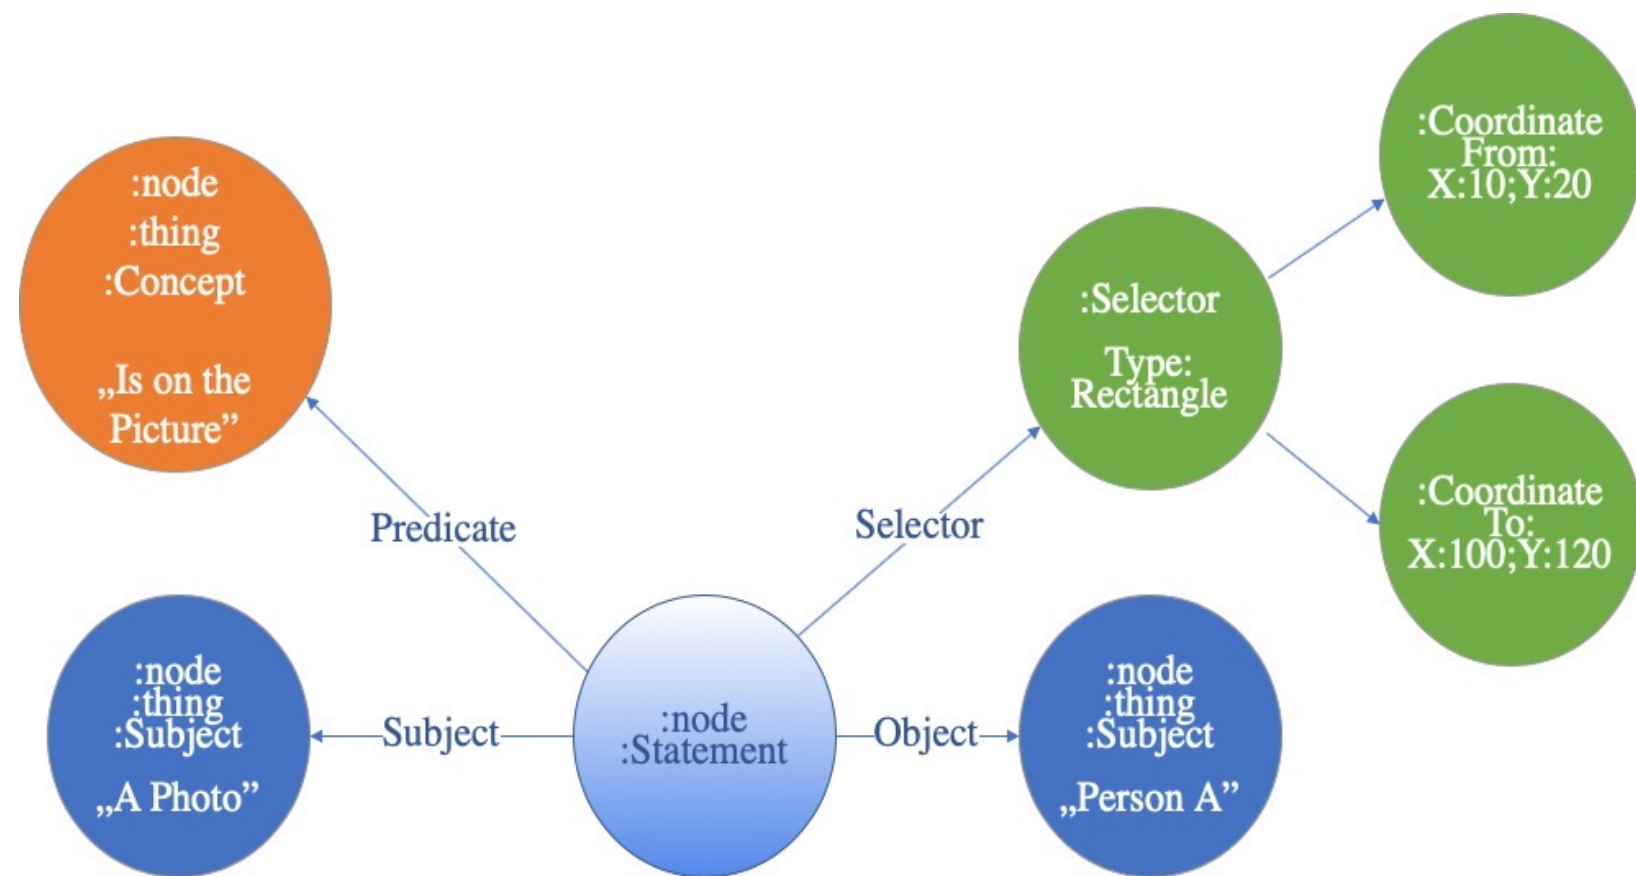 :node
:thing
:Concept
„Is on the
Picture”
:Coordinate
From:
X:10;Y:20
:Selector
Type:
Rectangle
:Coordinate
To:
X:100;Y:120
Predicate
Selector
:node
:thing
:Subject
„A Photo”
Subject
:node
:Statement
Object
:node
:thing
:Subject
„Person A”